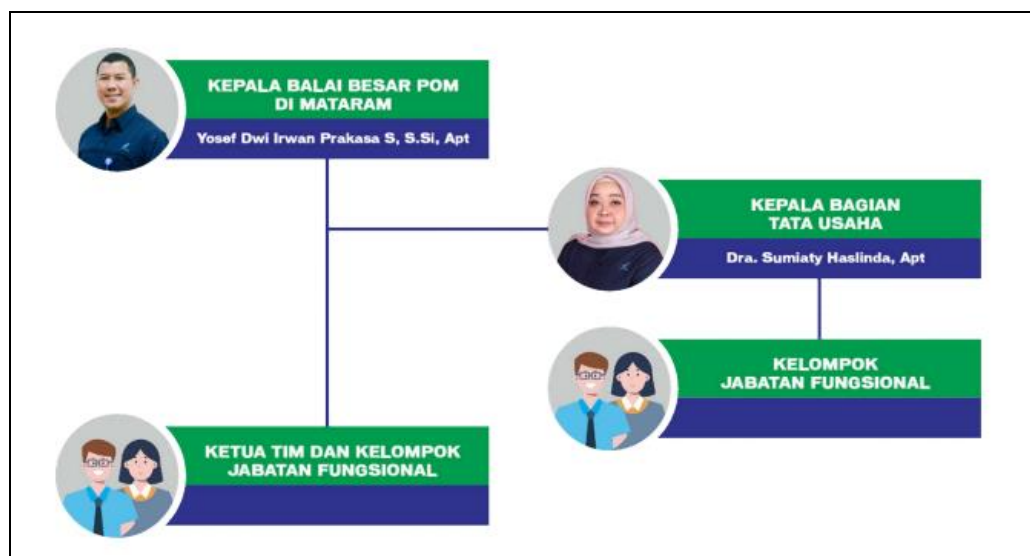 KEPALA BALAI BESAR POM
DI MATARAM
Yosef Dwi Irwan Prakasa S, S.Si, Apt
KEPALA BAGIAN
TATA USAHA
Dra. Sumiaty Haslinda, Apt
KELOMPOK
JABATAN FUNGSIONAL
KETUA TIM DAN KELOMPOK
JABATAN FUNGSIONAL